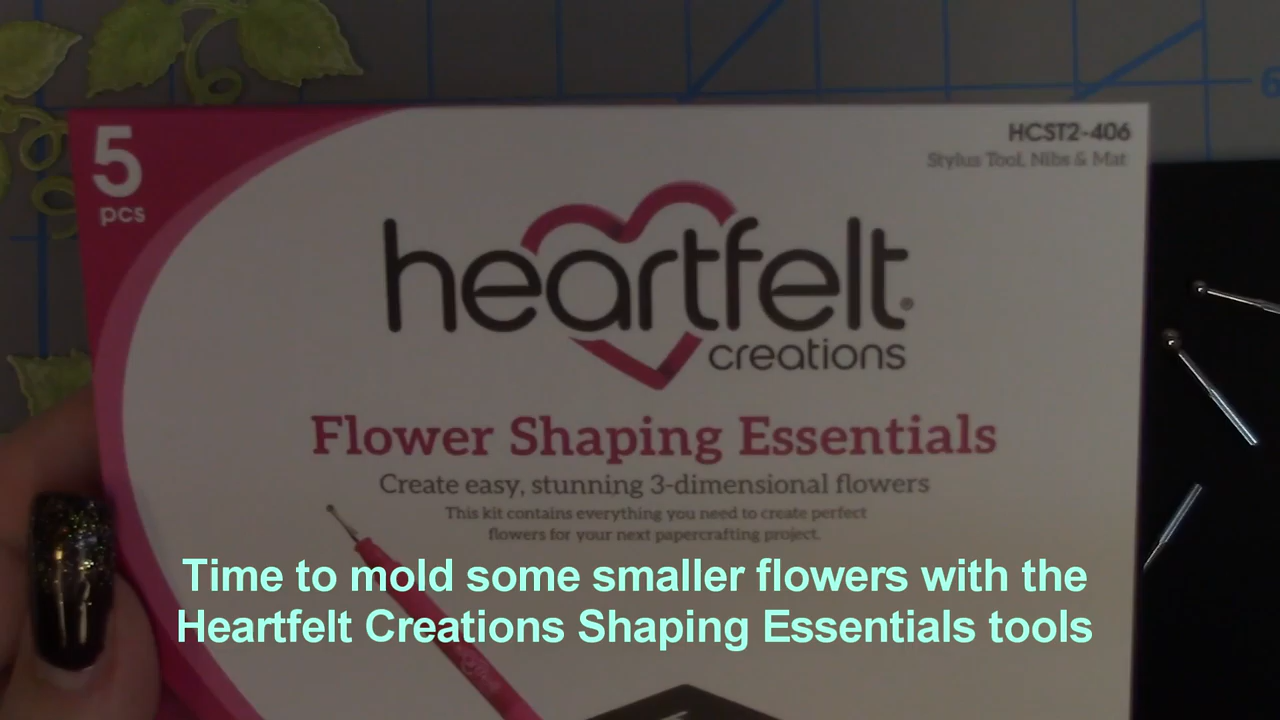 5
pcs
HCST2-406
Stylus Tool, Nibs & Mat
heartfelt®
creations
Flower Shaping Essentials
Create easy, stunning 3-dimensional flowers
This kit contains everything you need to create perfect
flowers for your next papercrafting project.
Time to mold some smaller flowers with the
Heartfelt Creations Shaping Essentials tools
6